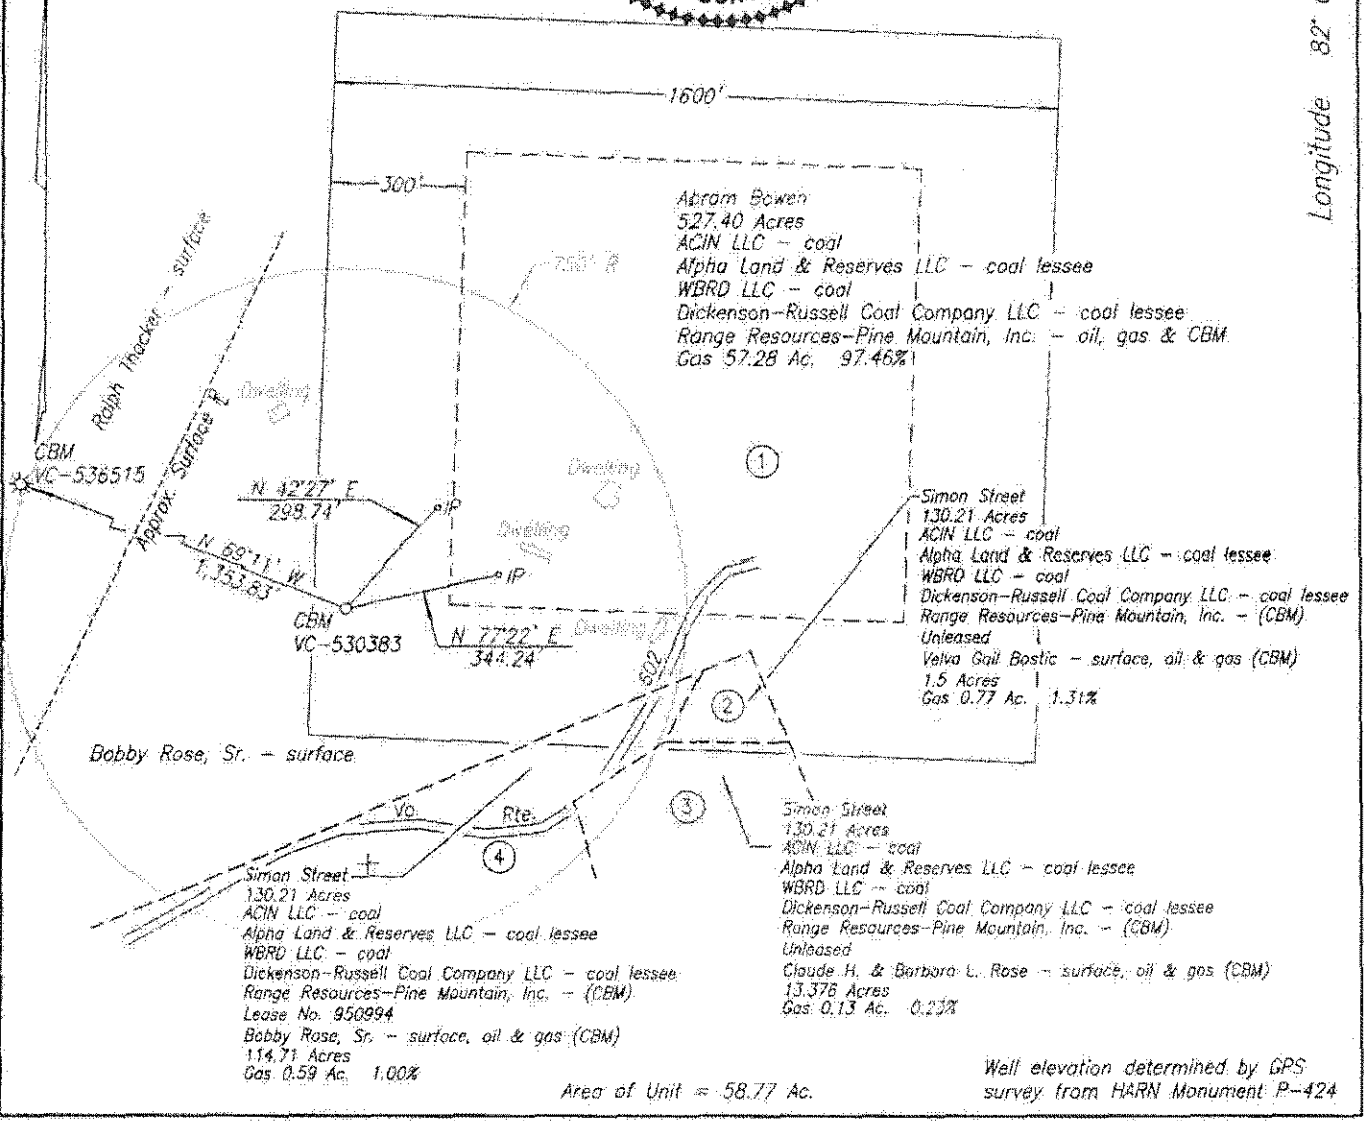 Longitude 82°
1600'
300'
750' R
Abram Bowen
527.40 Acres
ACIN LLC - coal
Alpha Land & Reserves LLC - coal lessee
WBRD LLC - coal
Dickenson-Russell Coal Company LLC - coal lessee
Range Resources-Pine Mountain, Inc. - oil, gas & CBM
Gas 57.28 Ac. 97.46%
Ralph Thacker - surface
Approx. Surface PL
Dwelling
CBM
VC-536515
N 42°27' E
298.74'
IP
Dwelling
1
Dwelling
N 69°11' W
1,353.83'
IP
CBM
VC-530383
N 77°22' E
344.24'
Dwelling
602
2
Simon Street
130.21 Acres
ACIN LLC - coal
Alpha Land & Reserves LLC - coal lessee
WBRD LLC - coal
Dickenson-Russell Coal Company LLC - coal lessee
Range Resources-Pine Mountain, Inc. - (CBM)
Unleased
Velva Gail Bostic - surface, oil & gas (CBM)
1.5 Acres
Gas 0.77 Ac. 1.31%
Bobby Rose, Sr. - surface
Va. Rte.
3
4
Simon Street
130.21 Acres
ACIN LLC - coal
Alpha Land & Reserves LLC - coal lessee
WBRD LLC - coal
Dickenson-Russell Coal Company LLC - coal lessee
Range Resources-Pine Mountain, Inc. - (CBM)
Unleased
Claude H. & Barbara L. Rose - surface, oil & gas (CBM)
13.376 Acres
Gas 0.13 Ac. 0.23%
Simon Street
130.21 Acres
ACIN LLC - coal
Alpha Land & Reserves LLC - coal lessee
WBRD LLC - coal
Dickenson-Russell Coal Company LLC - coal lessee
Range Resources-Pine Mountain, Inc. - (CBM)
Lease No. 950994
Bobby Rose, Sr. - surface, oil & gas (CBM)
114.71 Acres
Gas 0.59 Ac. 1.00%
Area of Unit = 58.77 Ac.
Well elevation determined by GPS
survey from HARN Monument P-424